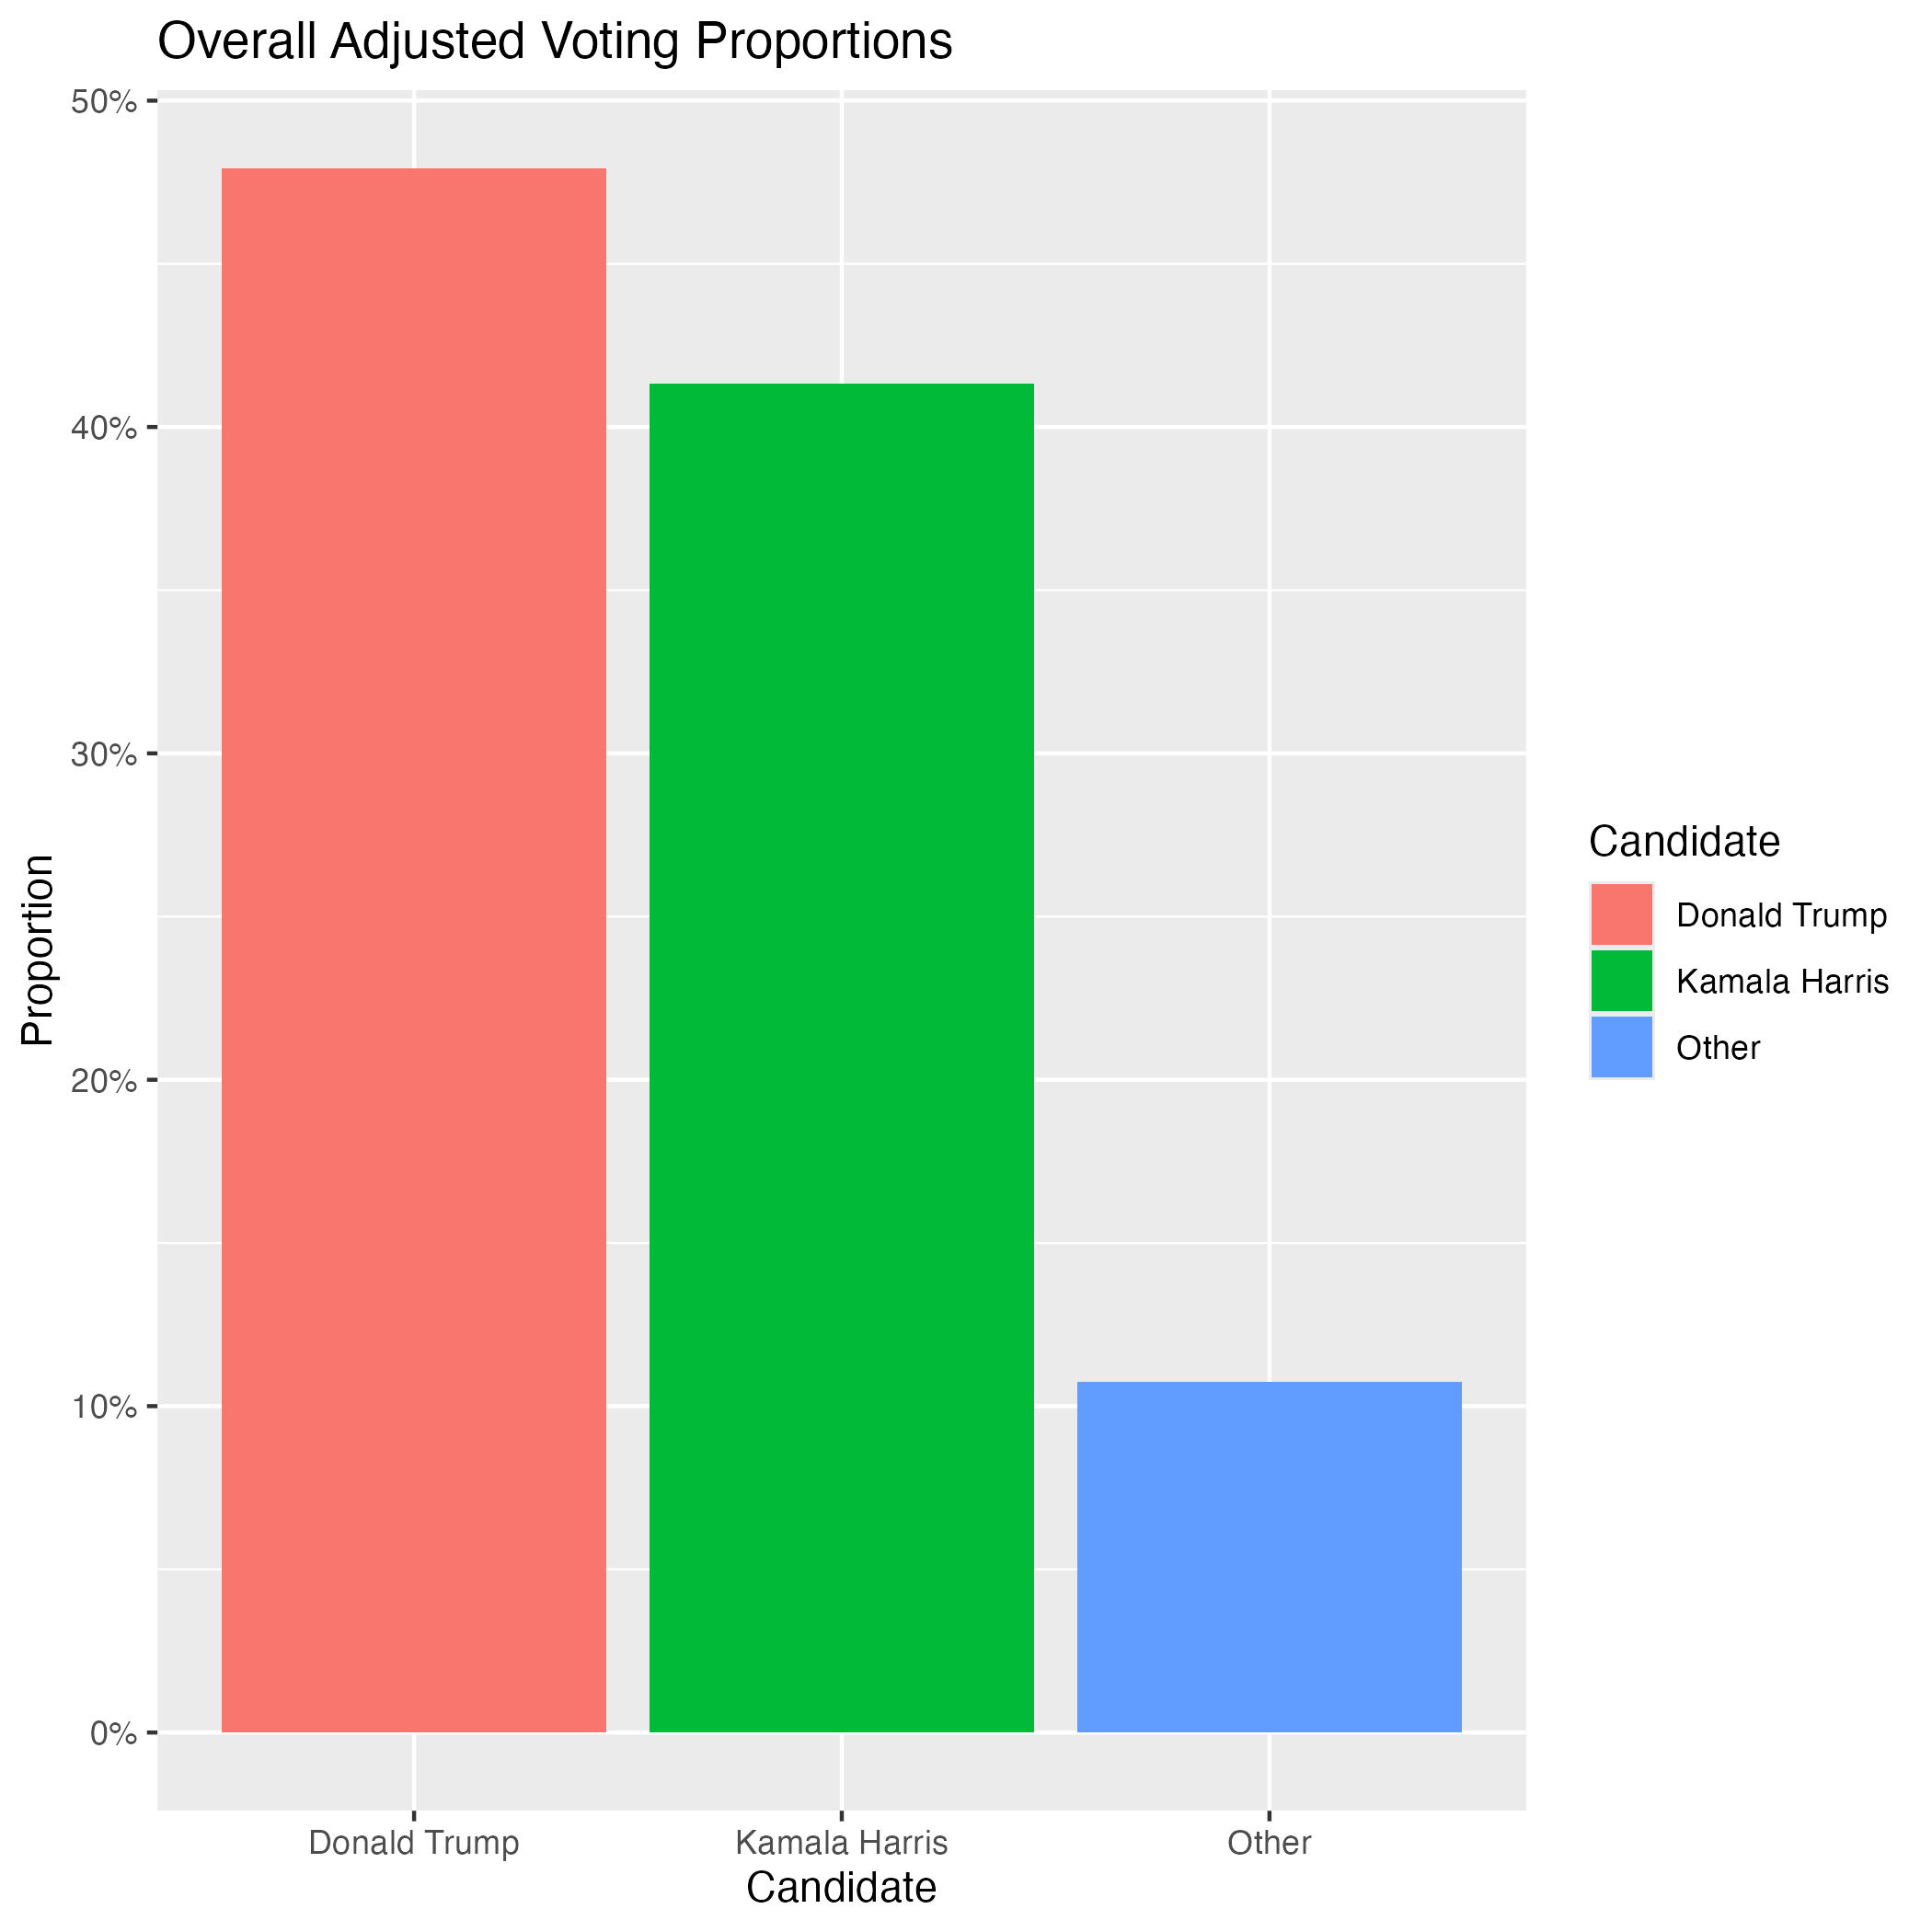 Overall Adjusted Voting Proportions
50%
40%
30%
20%
10%
0%
Proportion
Donald Trump
Kamala Harris
Other
Candidate
Candidate
Donald Trump
Kamala Harris
Other